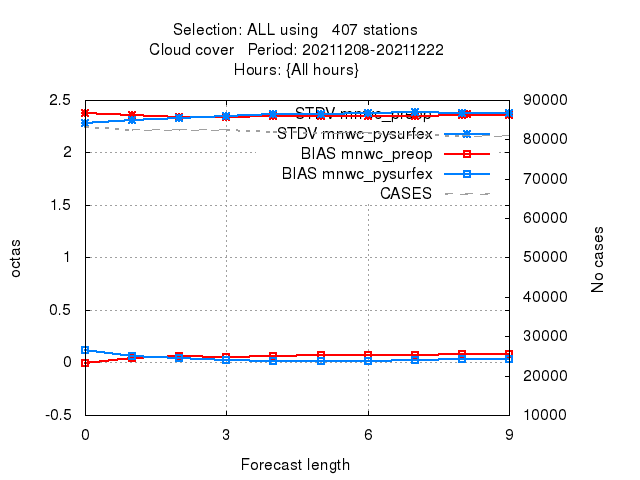 Selection: ALL using   407 stations
Cloud cover   Period: 20211208-20211222
Hours: {All hours}
2.5
2
1.5
1
0.5
0
-0.5
octas
STDV mnwc_preop
STDV mnwc_pysurfex
BIAS mnwc_preop
BIAS mnwc_pysurfex
CASES
90000
80000
70000
60000
50000
40000
30000
20000
10000
No cases
0 3 6 9
Forecast length